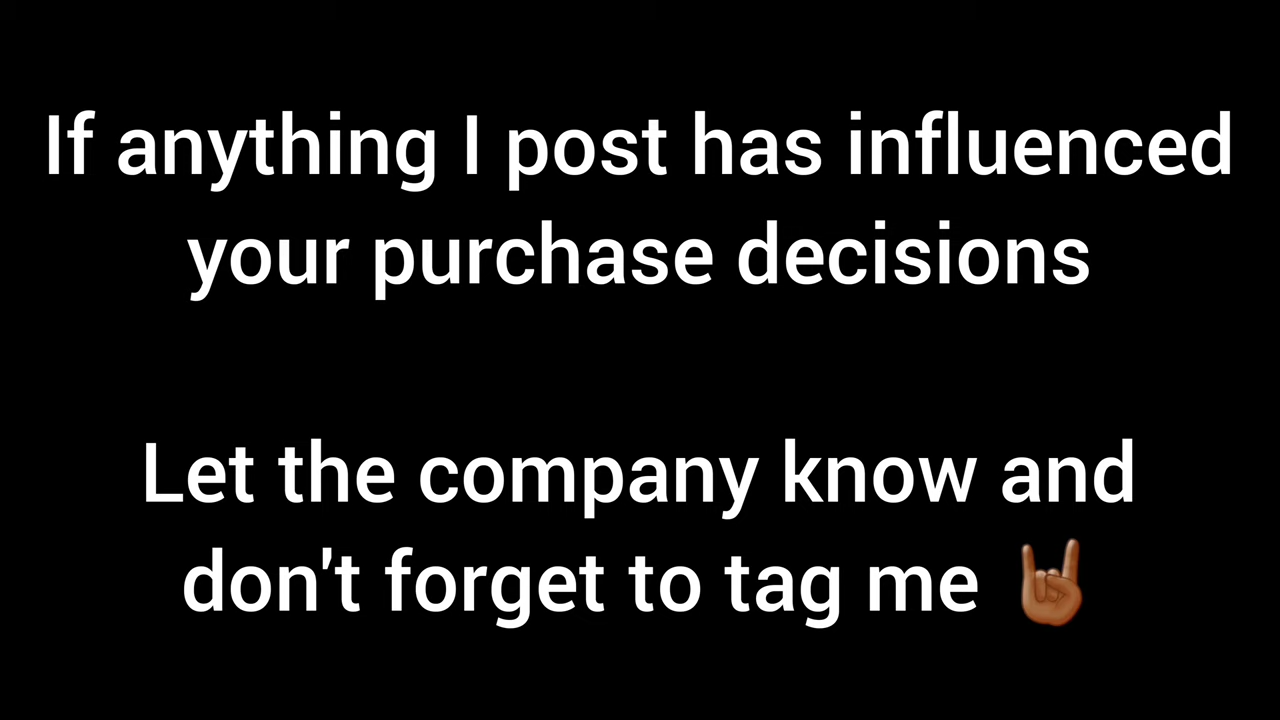 If anything I post has influenced
your purchase decisions
Let the company know and
don't forget to tag me 🤘🏾